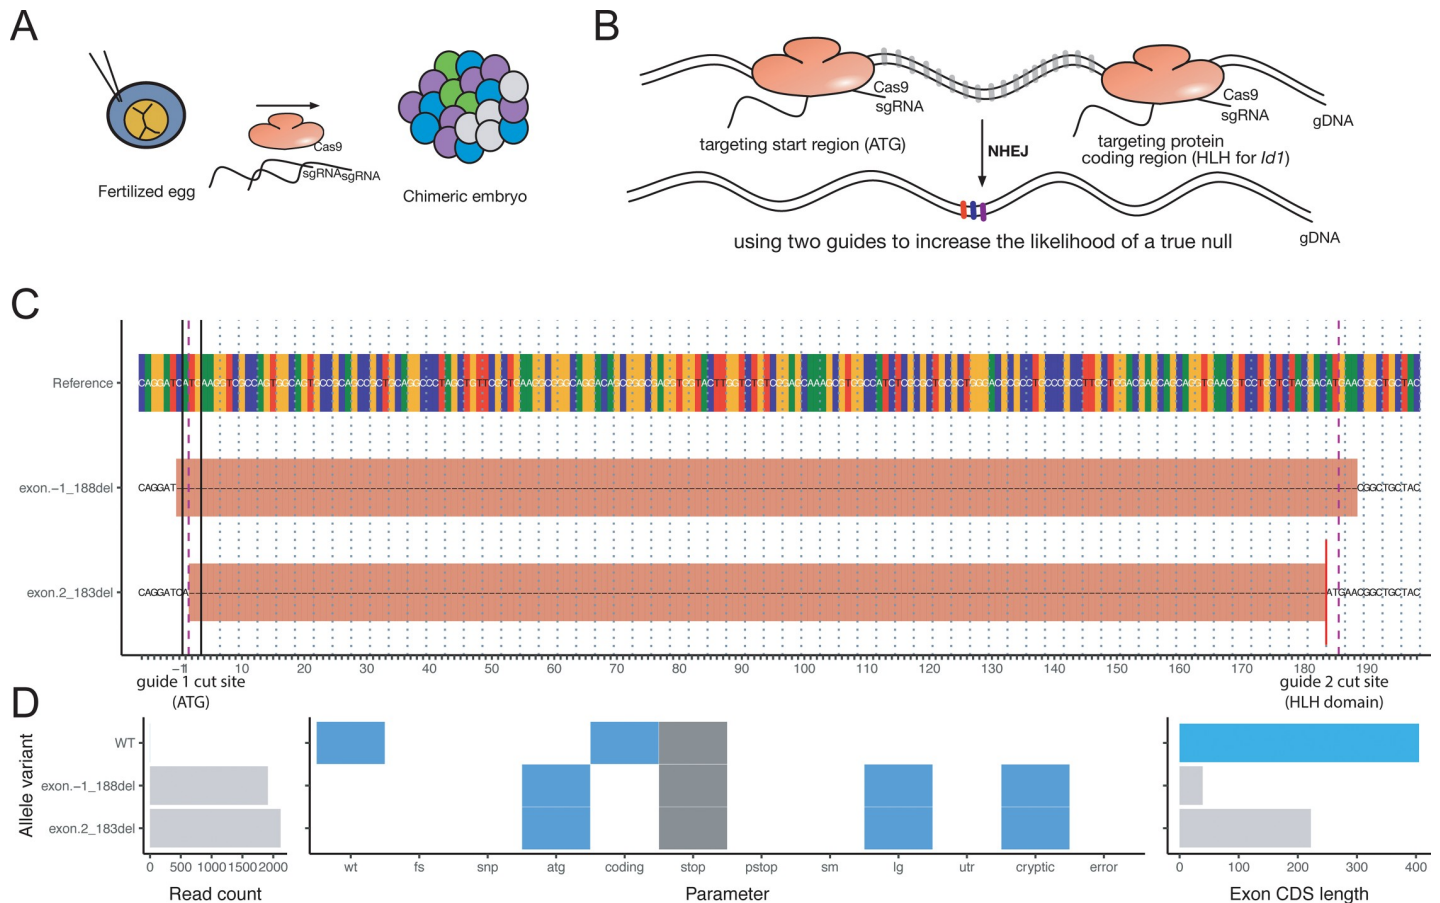 A
Fertilized egg
Cas9
sgRNA
sgRNA
Chimeric embryo
B
Cas9
sgRNA
targeting start region (ATG)
Cas9
sgRNA
gDNA
targeting protein
coding region (HLH for Id1)
NHEJ
gDNA
using two guides to increase the likelihood of a true null
C
Reference
exon.-1_188del
CAGGAT
CGGCTGCTAC
exon.2_183del
CAGGATCA
ATGAACGGCTGCTAC
-1 10 20 30 40 50 60 70 80 90 100 110 120 130 140 150 160 170 180 190
guide 1 cut site
(ATG)
guide 2 cut site
(HLH domain)
D
Allele variant
WT
exon.-1_188del
exon.2_183del
0 500 1000 1500 2000
Read count
wt fs snp atg coding stop pstop sm lg utr cryptic error
Parameter
0 100 200 300 400
Exon CDS length